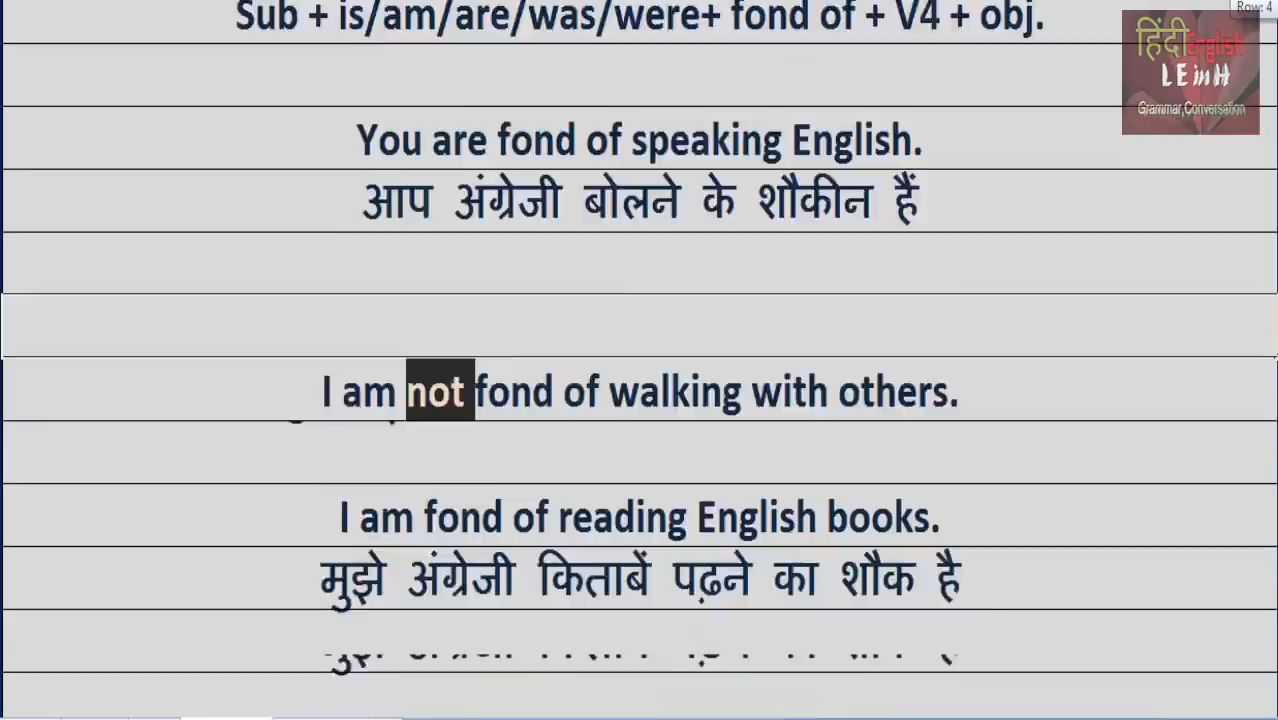 Sub + is/am/are/was/were+ fond of + V4 + obj.
Row: 4
हिंदी English
L E in H
Grammar,Conversation
You are fond of speaking English.
आप अंग्रेजी बोलने के शौकीन हैं
I am not fond of walking with others.
I am fond of reading English books.
मुझे अंग्रेजी किताबें पढ़ने का शौक है